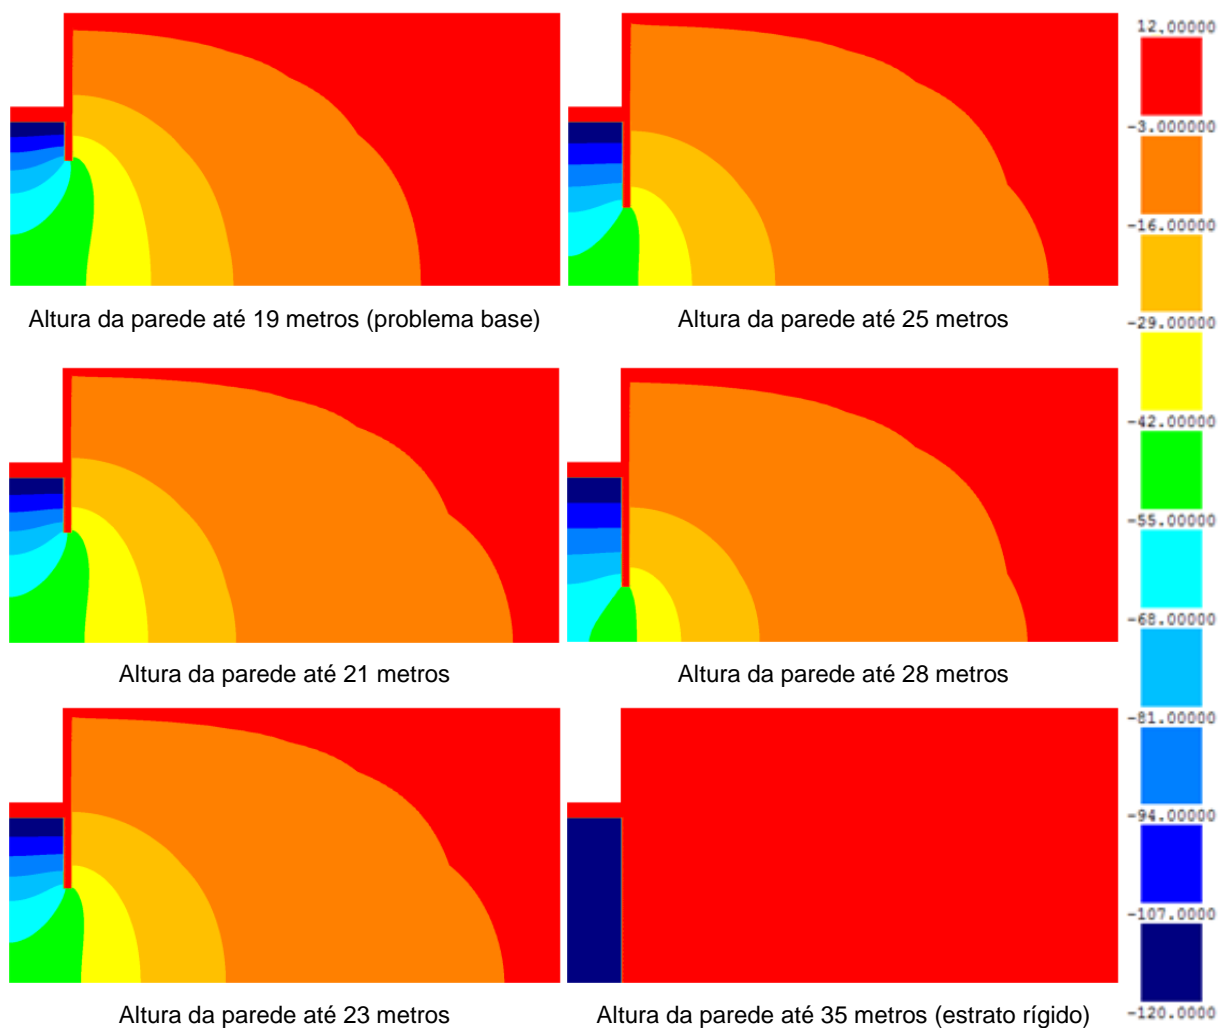 Altura da parede até 19 metros (problema base)
Altura da parede até 25 metros
Altura da parede até 21 metros
Altura da parede até 28 metros
Altura da parede até 23 metros
Altura da parede até 35 metros (estrato rígido)
12.00000
-3.000000
-16.00000
-29.00000
-42.00000
-55.00000
-68.00000
-81.00000
-94.00000
-107.0000
-120.0000